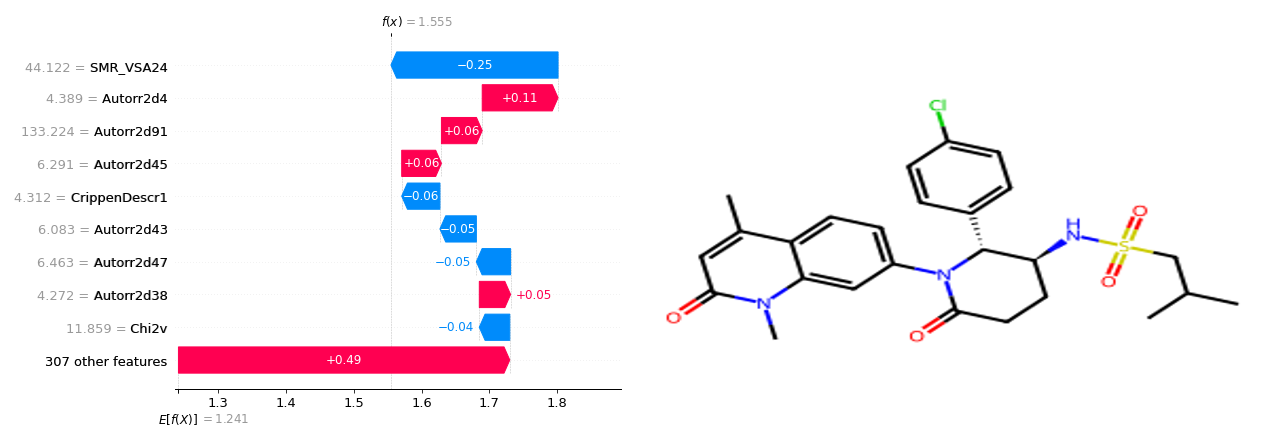 f(x) = 1.555
44.122 = SMR_VSA24
−0.25
4.389 = Autorr2d4
+0.11
133.224 = Autorr2d91
+0.06
6.291 = Autorr2d45
+0.06
4.312 = CrippenDescr1
−0.06
6.083 = Autorr2d43
−0.05
6.463 = Autorr2d47
−0.05
4.272 = Autorr2d38
+0.05
11.859 = Chi2v
−0.04
307 other features
+0.49
1.3 1.4 1.5 1.6 1.7 1.8
E[f(X)] = 1.241
Cl
O
H
N
S
O
N
O
N
O